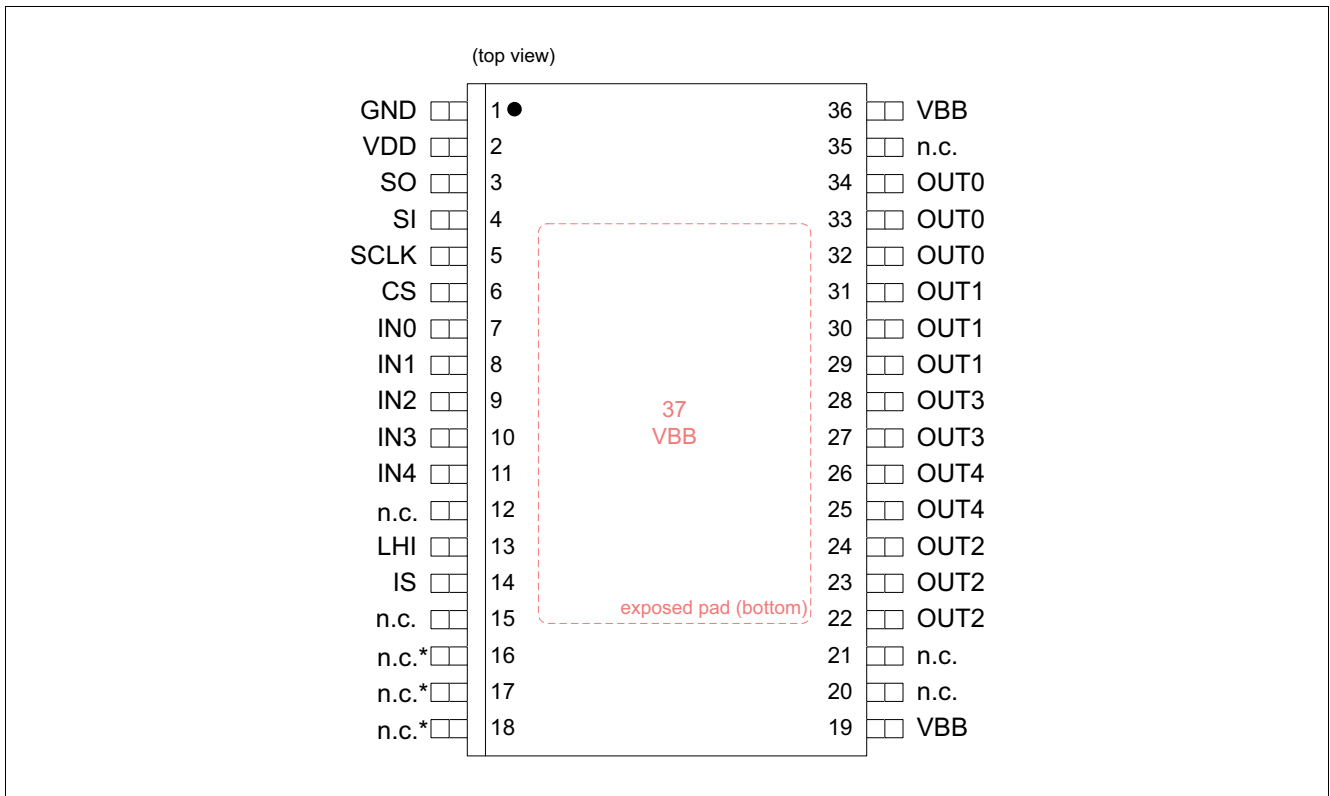 (top view)
GND 1 36 VBB
VDD 2 35 n.c.
SO 3 34 OUT0
SI 4 33 OUT0
SCLK 5 32 OUT0
CS 6 31 OUT1
IN0 7 30 OUT1
IN1 8 29 OUT1
IN2 9 28 OUT3
37
VBB
IN3 10 27 OUT3
IN4 11 26 OUT4
n.c. 12 25 OUT4
LHI 13 24 OUT2
IS 14 23 OUT2
exposed pad (bottom)
n.c. 15 22 OUT2
n.c.* 16 21 n.c.
n.c.* 17 20 n.c.
n.c.* 18 19 VBB